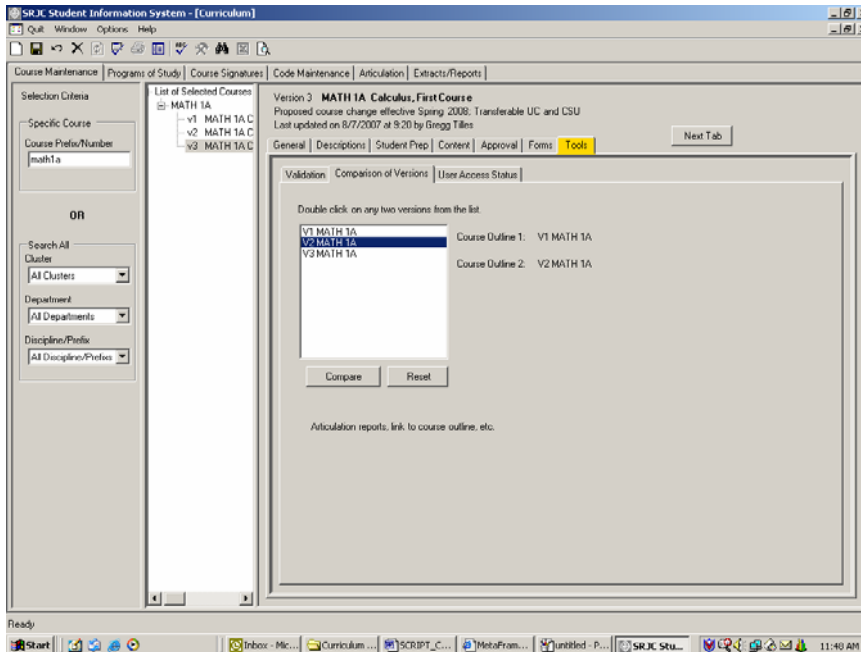 SRJC Student Information System - [Curriculum]
Quit Window Options Help
Course Maintenance Programs of Study Course Signatures Code Maintenance Articulation Extracts/Reports
Selection Criteria
Specific Course
Course Prefix/Number
math1a
OR
Search All
Cluster
All Clusters
Department
All Departments
Discipline/Prefix
All Discipline/Prefixes
List of Selected Courses
MATH 1A
v1 MATH 1A C
v2 MATH 1A C
v3 MATH 1A C
Version 3 MATH 1A Calculus, First Course
Proposed course change effective Spring 2008; Transferable UC and CSU
Last updated on 8/7/2007 at 9:20 by Gregg Tilles
Next Tab
General Descriptions Student Prep Content Approval Forms Tools
Validation Comparison of Versions User Access Status
Double click on any two versions from the list.
V1 MATH 1A
V2 MATH 1A
V3 MATH 1A
Course Outline 1: V1 MATH 1A
Course Outline 2: V2 MATH 1A
Compare Reset
Articulation reports, link to course outline, etc.
Ready
Start Inbox - Mic... Curriculum ... SCRIPT_C... MetaFram... untitled - P... SRJC Stu... 11:40 AM